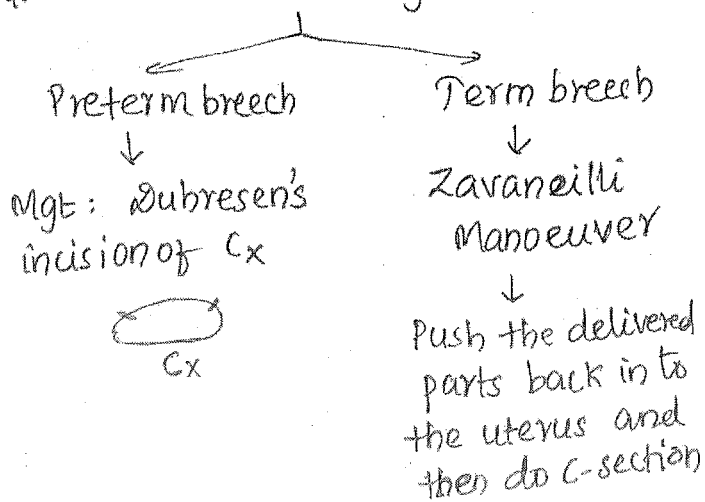 Preterm breech
Term breech
Mgt: Dubresen's
incision of Cx
Cx
Zavaneilli
Manoeuver
Push the delivered
parts back in to
the uterus and
then do C-section